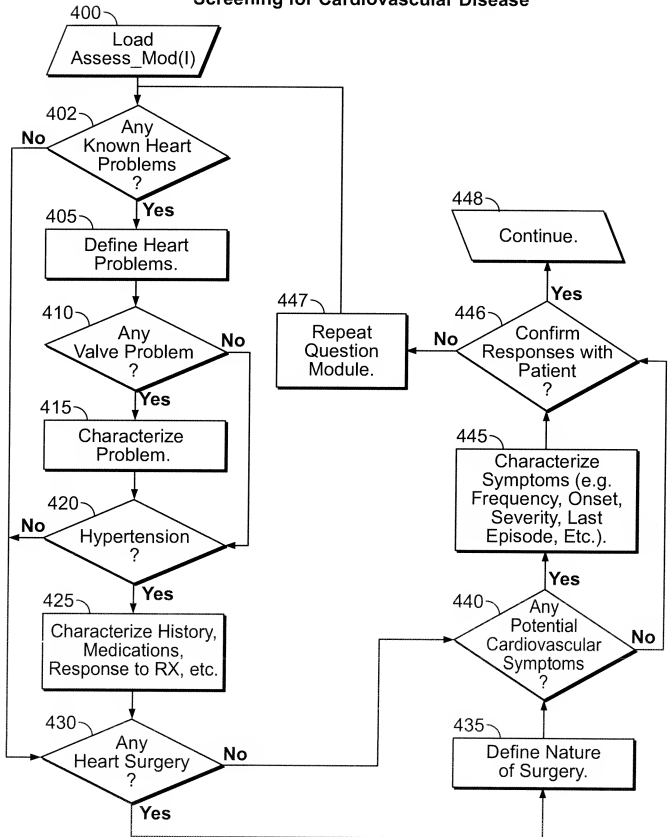 Screening for Cardiovascular Disease
400
Load
Assess_Mod(I)
402
Any
Known Heart
Problems
?
No
Yes
405
Define Heart
Problems.
410
Any
Valve Problem
?
No
Yes
415
Characterize
Problem.
420
Hypertension
?
No
Yes
425
Characterize History,
Medications,
Response to RX, etc.
430
Any
Heart Surgery
?
No
Yes
435
Define Nature
of Surgery.
440
Any
Potential
Cardiovascular
Symptoms
?
No
Yes
445
Characterize
Symptoms (e.g.
Frequency, Onset,
Severity, Last
Episode, Etc.).
446
Confirm
Responses with
Patient
?
No
Yes
447
Repeat
Question
Module.
448
Continue.